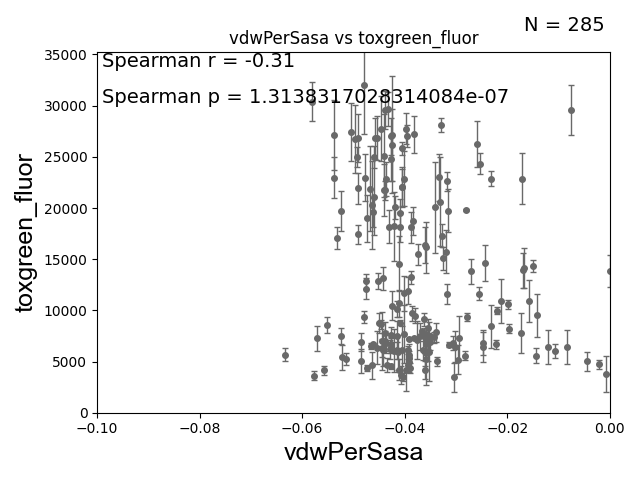 N = 285
vdwPerSasa vs toxgreen_fluor
Spearman r = -0.31
Spearman p = 1.3138317028314084e-07
toxgreen_fluor
35000
30000
25000
20000
15000
10000
5000
0
−0.10 −0.08 −0.06 −0.04 −0.02 0.00
vdwPerSasa